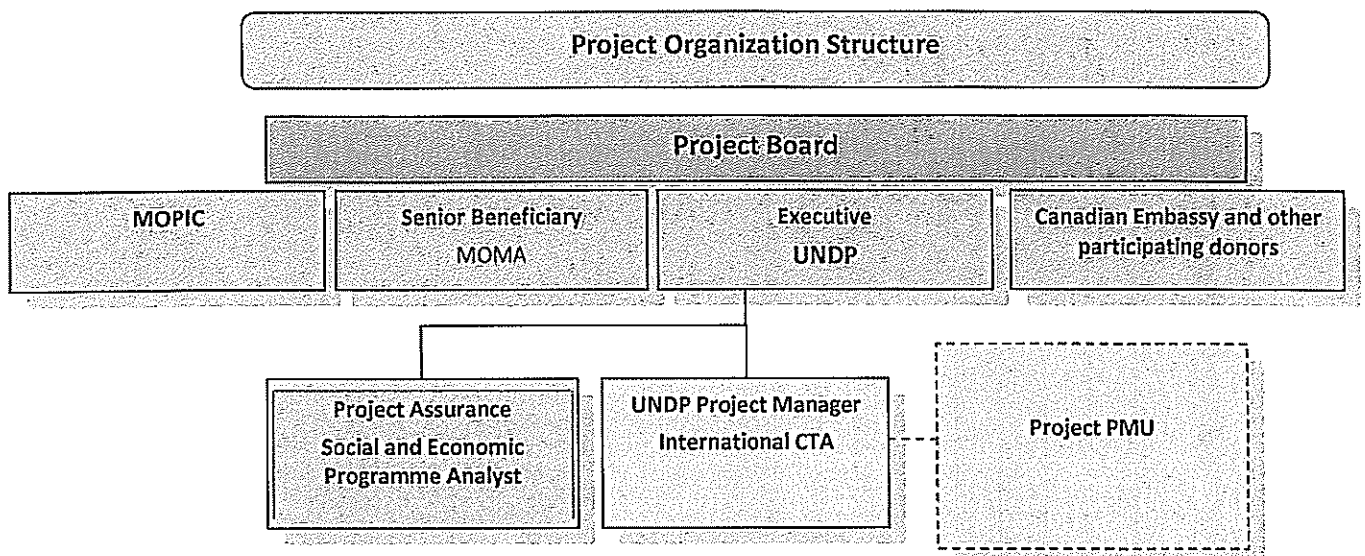 Project Organization Structure
Project Board
MOPIC
Senior Beneficiary
MOMA
Executive
UNDP
Canadian Embassy and other
participating donors
Project Assurance
Social and Economic
Programme Analyst
UNDP Project Manager
International CTA
Project PMU